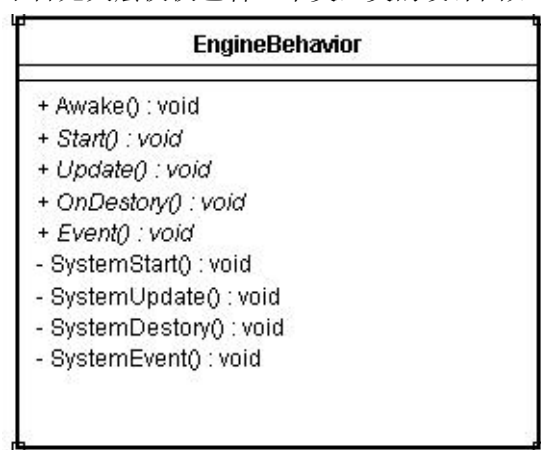 EngineBehavior
+ Awake() : void
+ Start() : void
+ Update() : void
+ OnDestory() : void
+ Event() : void
- SystemStart() : void
- SystemUpdate() : void
- SystemDestory() : void
- SystemEvent() : void